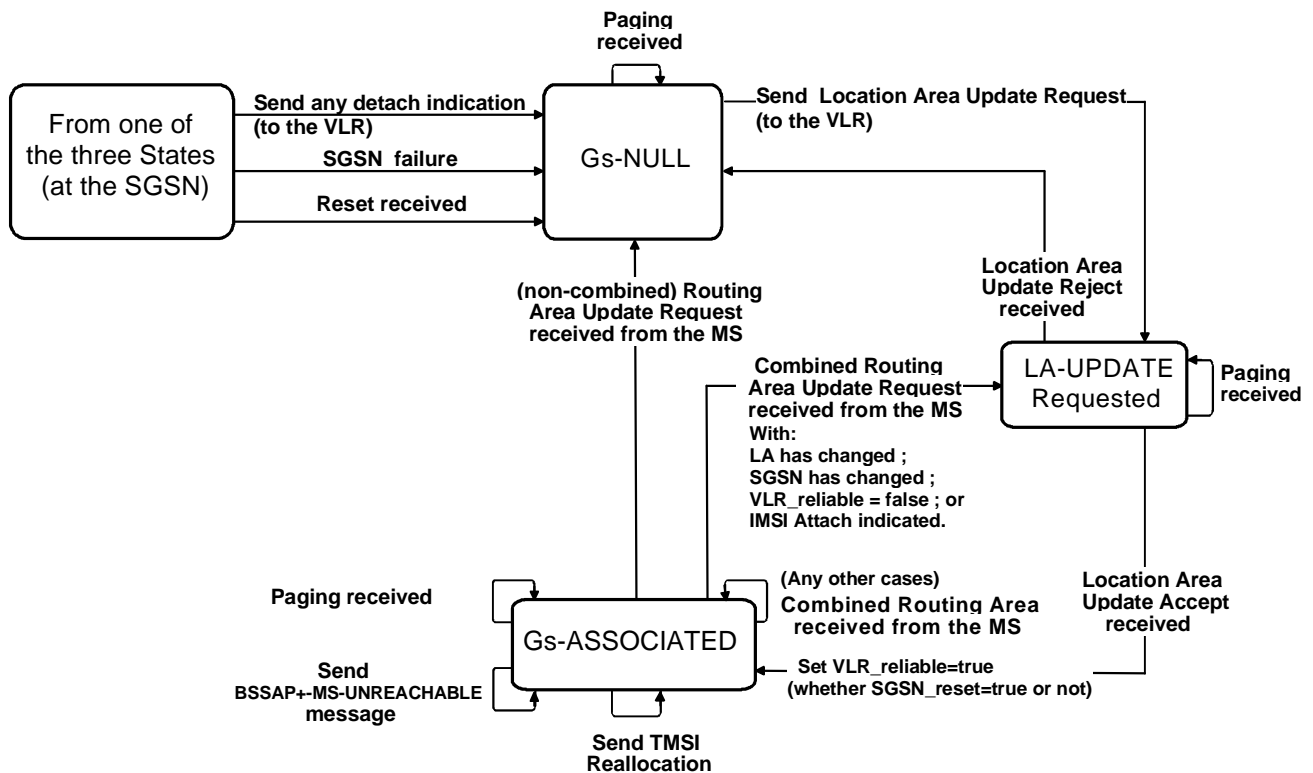 Paging
received
From one of
the three States
(at the SGSN)
Send any detach indication
(to the VLR)
SGSN failure
Reset received
Gs-NULL
Send Location Area Update Request
(to the VLR)
Location Area
Update Reject
received
(non-combined) Routing
Area Update Request
received from the MS
LA-UPDATE
Requested
Paging
received
Combined Routing
Area Update Request
received from the MS
With:
LA has changed ;
SGSN has changed ;
VLR_reliable = false ; or
IMSI Attach indicated.
Paging received
Gs-ASSOCIATED
(Any other cases)
Combined Routing Area
received from the MS
Location Area
Update Accept
received
Set VLR_reliable=true
(whether SGSN_reset=true or not)
Send
BSSAP+-MS-UNREACHABLE
message
Send TMSI
Reallocation